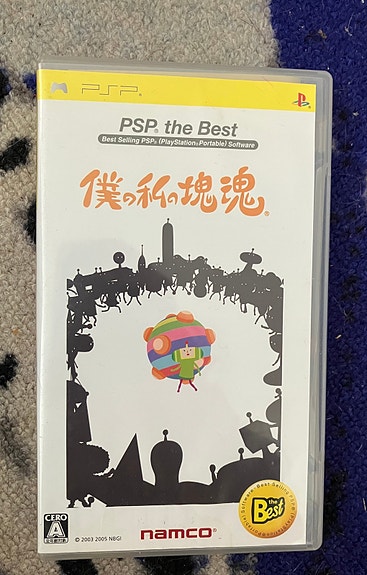 PSP
PSP® the Best
Best Selling PSP® (PlayStation®Portable) Software
僕の私の塊魂®
CERO
A
© 2003 2005 NBGI
namco®
the
Best